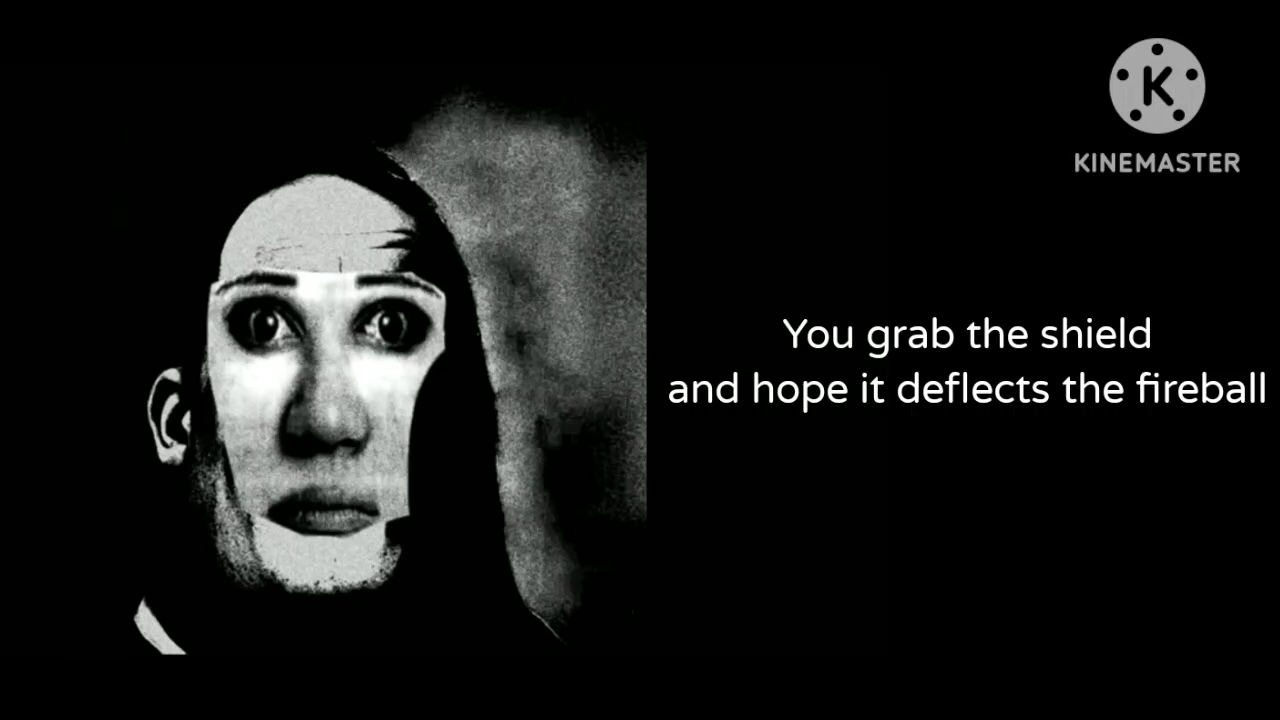 K
KINEMASTER
You grab the shield
and hope it deflects the fireball